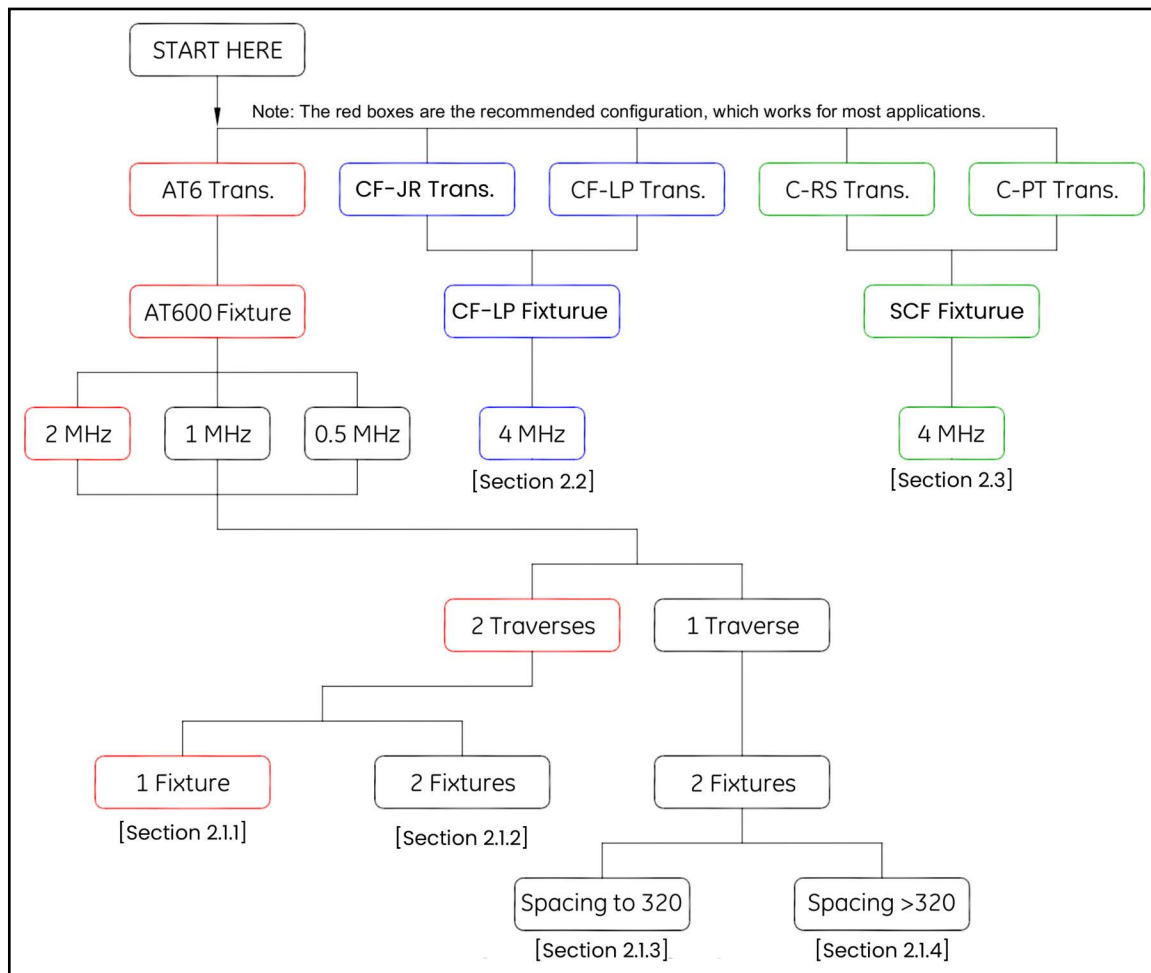 START HERE
Note: The red boxes are the recommended configuration, which works for most applications.
AT6 Trans.
CF-JR Trans.
CF-LP Trans.
C-RS Trans.
C-PT Trans.
AT600 Fixture
CF-LP Fixturue
SCF Fixturue
2 MHz
1 MHz
0.5 MHz
4 MHz
4 MHz
[Section 2.2]
[Section 2.3]
2 Traverses
1 Traverse
1 Fixture
2 Fixtures
2 Fixtures
[Section 2.1.1]
[Section 2.1.2]
Spacing to 320
Spacing >320
[Section 2.1.3]
[Section 2.1.4]